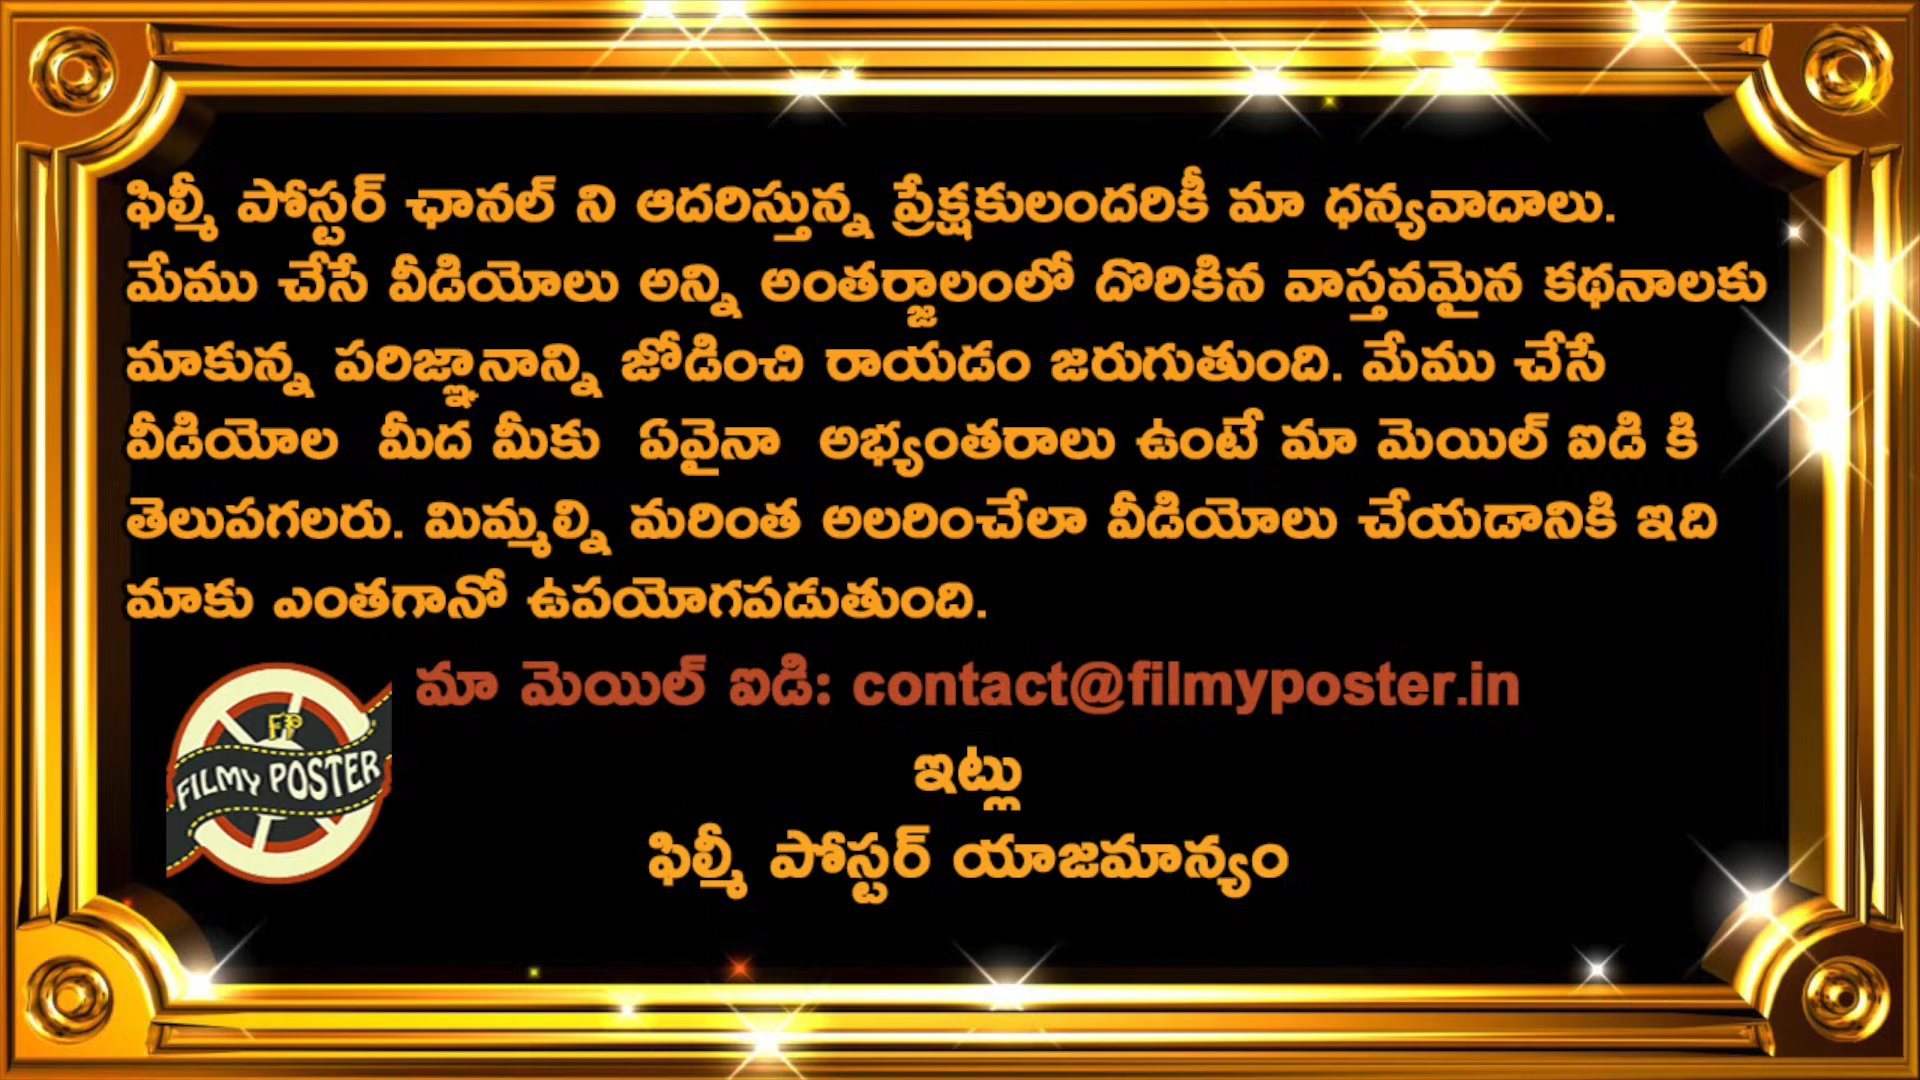 ఫిల్మీ పోస్టర్ ఛానల్ ని ఆదరిస్తున్న ప్రేక్షకులందరికీ మా ధన్యవాదాలు.
మేము చేసే వీడియోలు అన్ని అంతర్జాలంలో దొరికిన వాస్తవమైన కథనాలకు
మాకున్న పరిజ్ఞానాన్ని జోడించి రాయడం జరుగుతుంది. మేము చేసే
వీడియోల మీద మీకు ఏవైనా అభ్యంతరాలు ఉంటే మా మెయిల్ ఐడి కి
తెలుపగలరు. మిమ్మల్ని మరింత అలరించేలా వీడియోలు చేయడానికి ఇది
మాకు ఎంతగానో ఉపయోగపడుతుంది.
మా మెయిల్ ఐడి: contact@filmyposter.in
FP
FILMY POSTER
ఇట్లు
ఫిల్మీ పోస్టర్ యాజమాన్యం